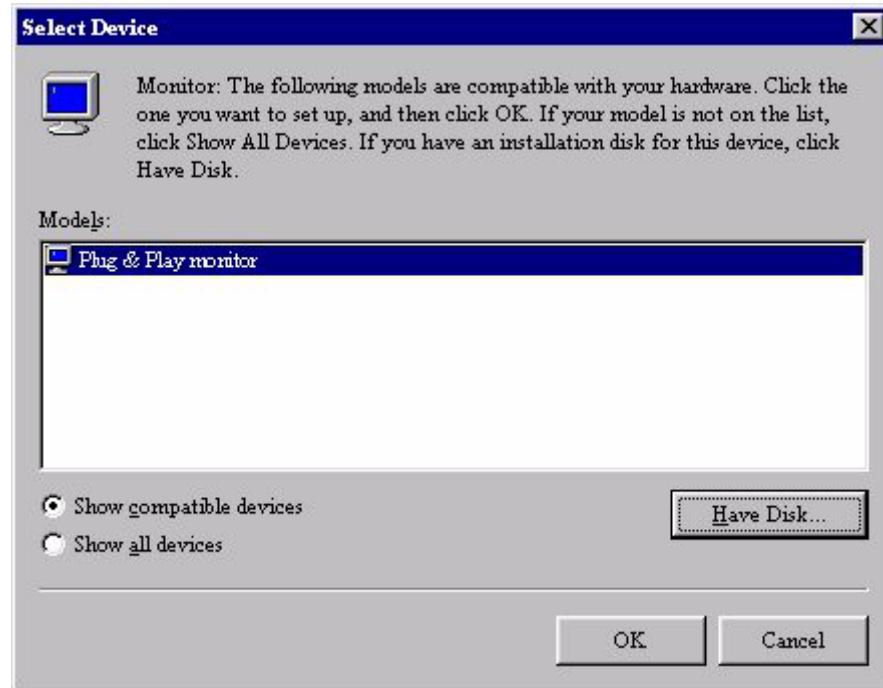 Select Device
Monitor: The following models are compatible with your hardware. Click the
one you want to set up, and then click OK. If your model is not on the list,
click Show All Devices. If you have an installation disk for this device, click
Have Disk.
Models:
Plug & Play monitor
Show compatible devices
Have Disk...
Show all devices
OK
Cancel